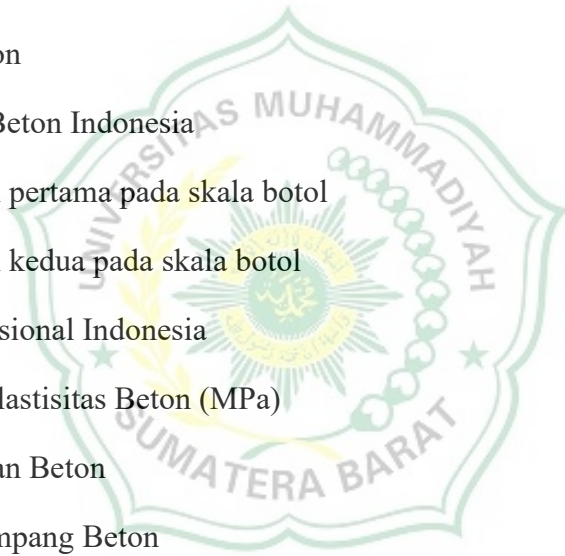 on
Beton Indonesia
pertama pada skala botol
kedua pada skala botol
sional Indonesia
lastisitas Beton (MPa)
an Beton
mpang Beton
UNIVERSITAS MUHAMMADIYAH
SUMATERA BARAT